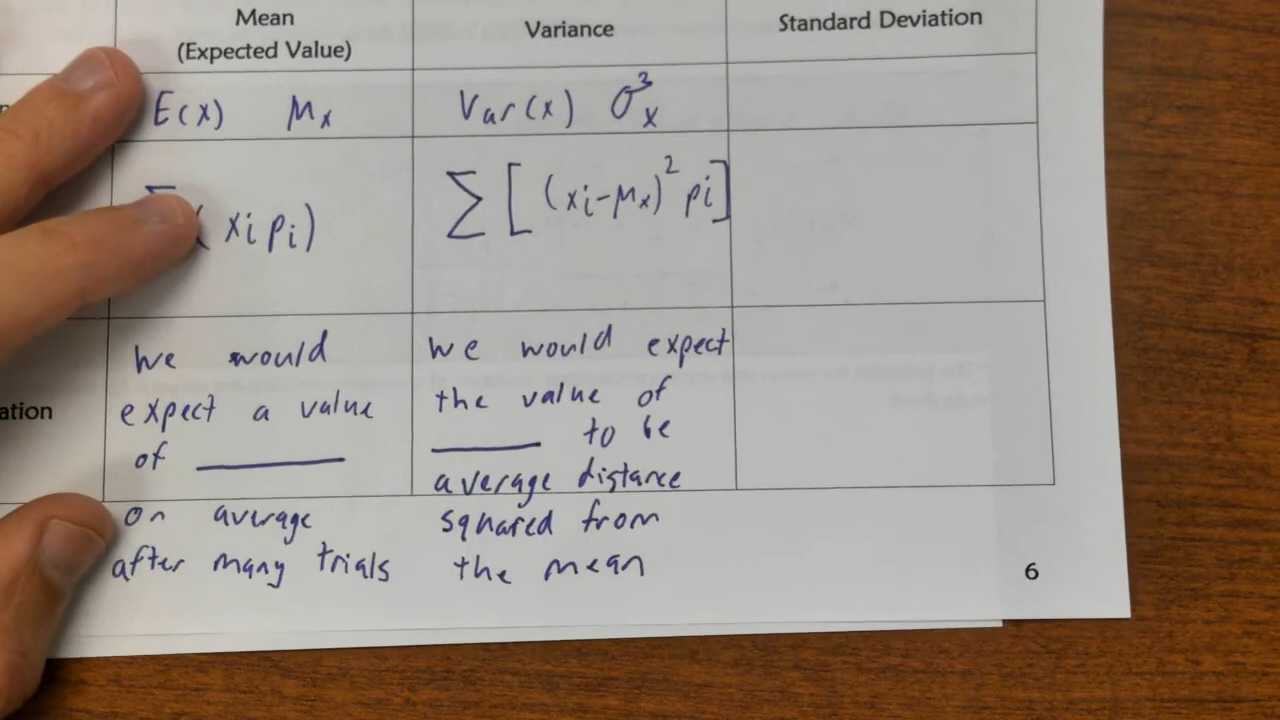 Mean
(Expected Value)
Variance
Standard Deviation
E(x) μₓ
Var(x) σ³ₓ
(xᵢ pᵢ)
Σ [(xᵢ-μₓ)² pᵢ]
ation
we would
expect a value
of ______
on average
after many trials
we would expect
the value of
______ to be
average distance
squared from
the mean
6